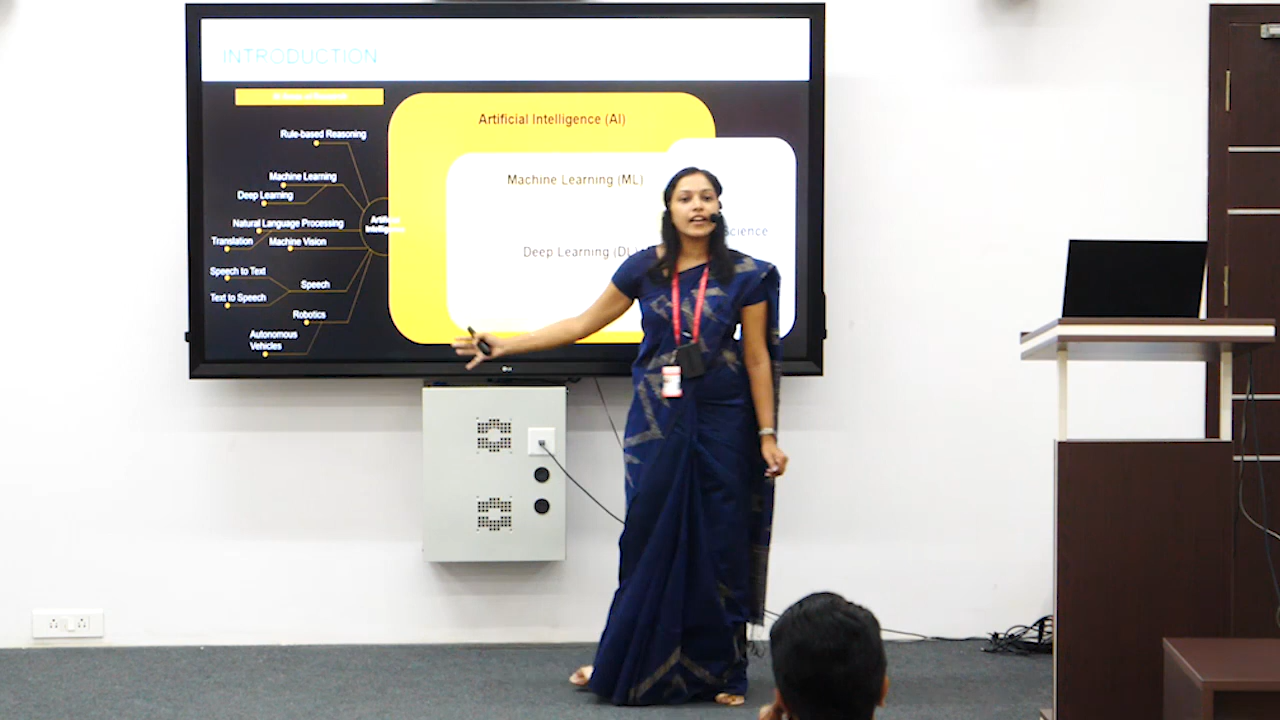 INTRODUCTION
Rule-based Reasoning
Machine Learning
Deep Learning
Natural Language Processing
Translation
Machine Vision
Speech to Text
Speech
Text to Speech
Robotics
Autonomous
Vehicles
Artificial Intelligence (AI)
Machine Learning (ML)
Deep Learning (DL
Science
LG